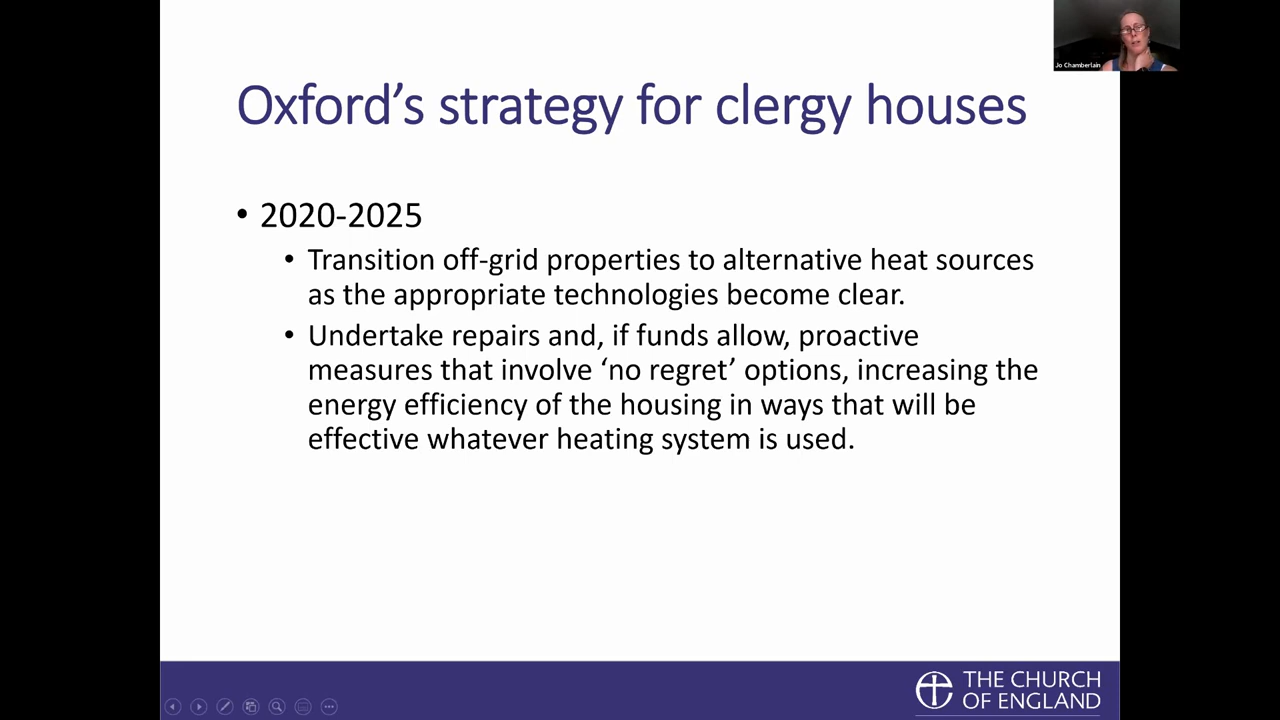 Jo Chamberlain
Oxford’s strategy for clergy houses
• 2020-2025
• Transition off-grid properties to alternative heat sources
as the appropriate technologies become clear.
• Undertake repairs and, if funds allow, proactive
measures that involve ‘no regret’ options, increasing the
energy efficiency of the housing in ways that will be
effective whatever heating system is used.
THE CHURCH
OF ENGLAND